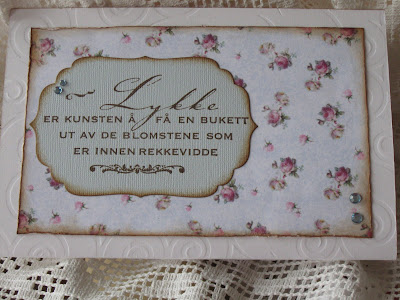 Lykke
ER KUNSTEN Å FÅ EN BUKETT
UT AV DE BLOMSTENE SOM
ER INNEN REKKEVIDDE